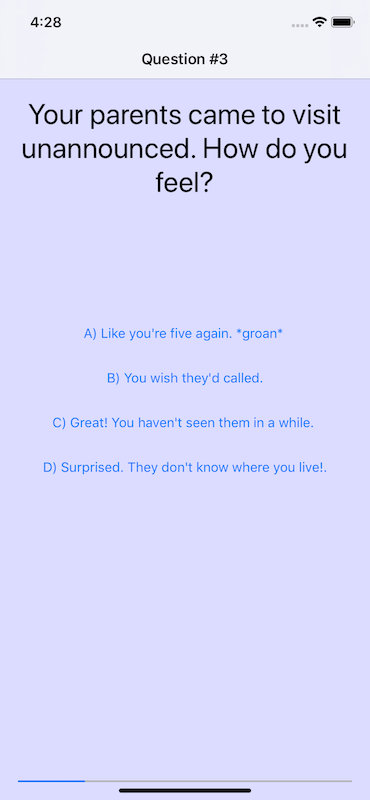 4:28
Question #3
Your parents came to visit
unannounced. How do you
feel?
A) Like you're five again. *groan*
B) You wish they'd called.
C) Great! You haven't seen them in a while.
D) Surprised. They don't know where you live!.